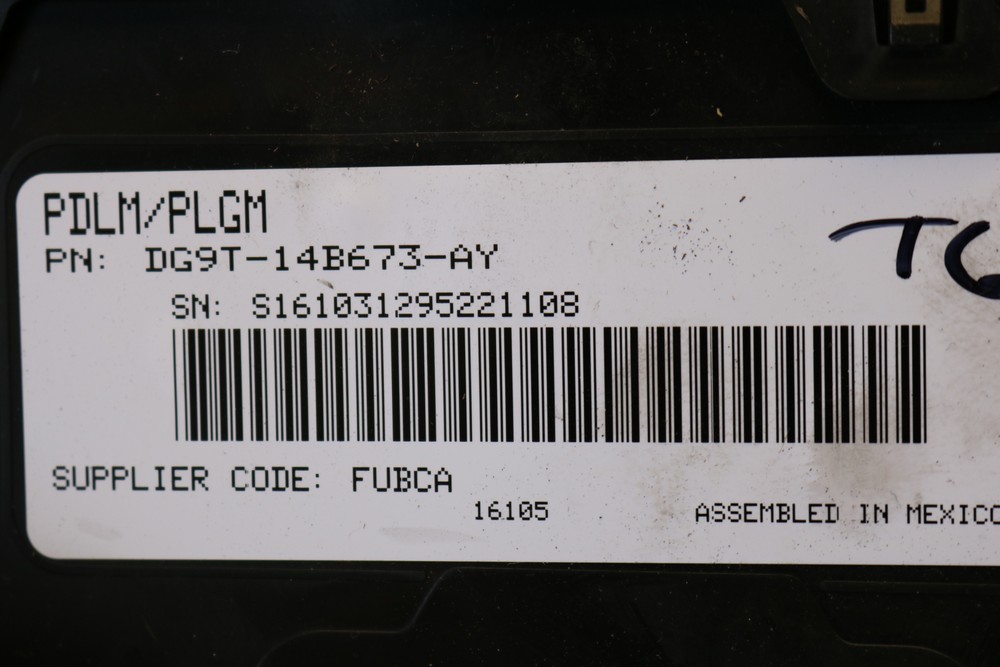 PDLM/PLGM
PN: DG9T-14B673-AY
SN: S161031295221108
SUPPLIER CODE: FUBCA
16105
ASSEMBLED IN MEXICO